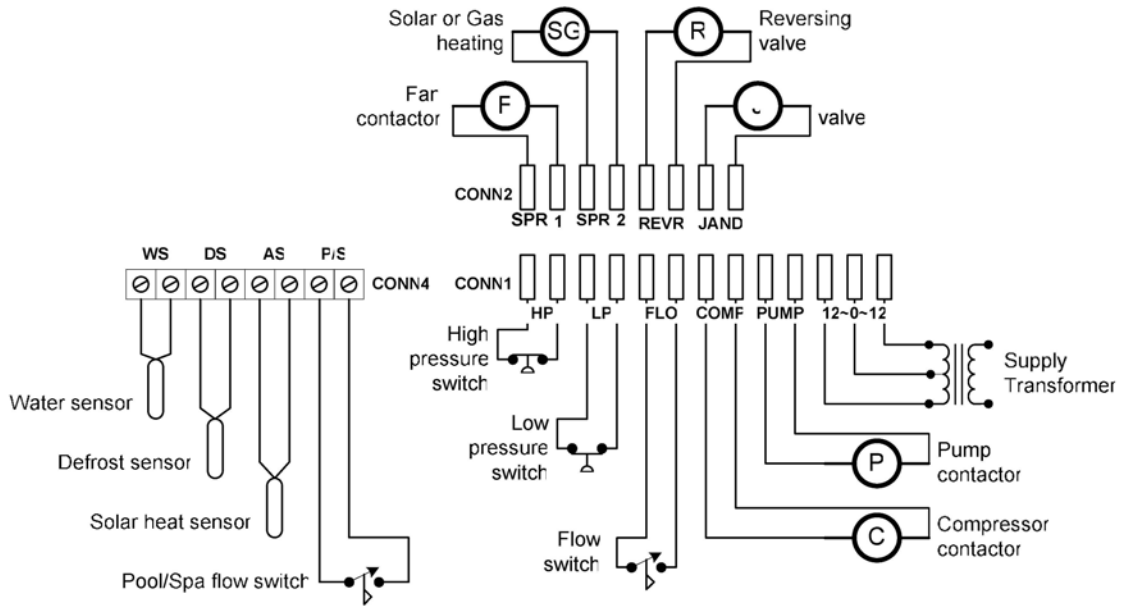 Solar or Gas
heating
SG
R
Reversing
valve
Far
contactor
F
valve
CONN2
SPR 1 SPR 2 REVR JAND
WS DS AS P/S
CONN4
CONN1
HP LP FLO COMP PUMP 12~0~12
High
pressure
switch
Supply
Transformer
Water sensor
Low
pressure
switch
Defrost sensor
P
Pump
contactor
Solar heat sensor
Flow
switch
C
Compressor
contactor
Pool/Spa flow switch